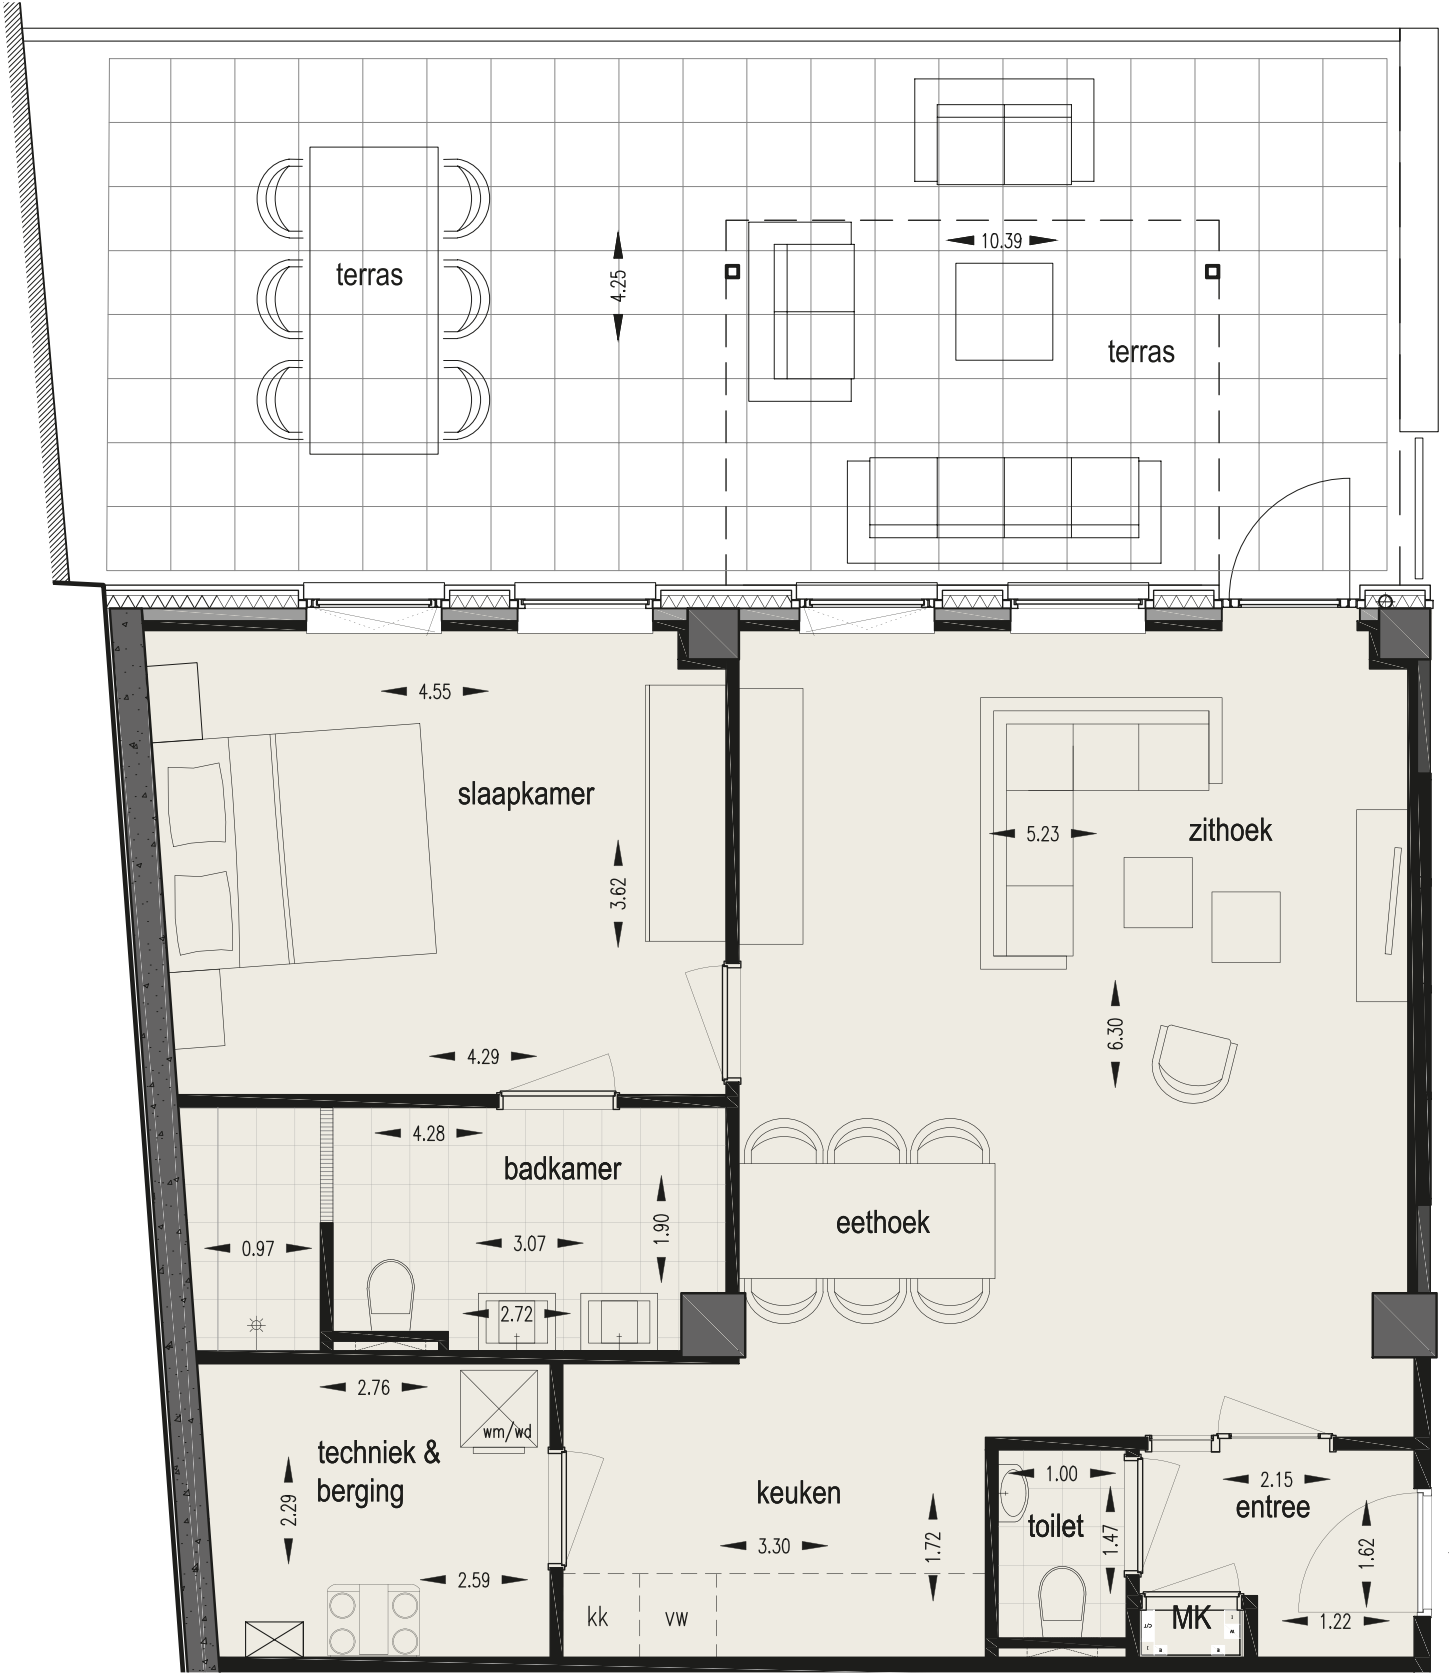 10.39
terras
4.25
terras
4.55
slaapkamer
3.62
5.23
zithoek
6.30
4.29
4.28
badkamer
1.90
0.97
3.07
2.72
eethoek
2.76
wm/wd
techniek &
berging
2.29
2.59
keuken
3.30
1.72
kk
vw
1.00
toilet
1.47
2.15
entree
1.62
MK
1.22